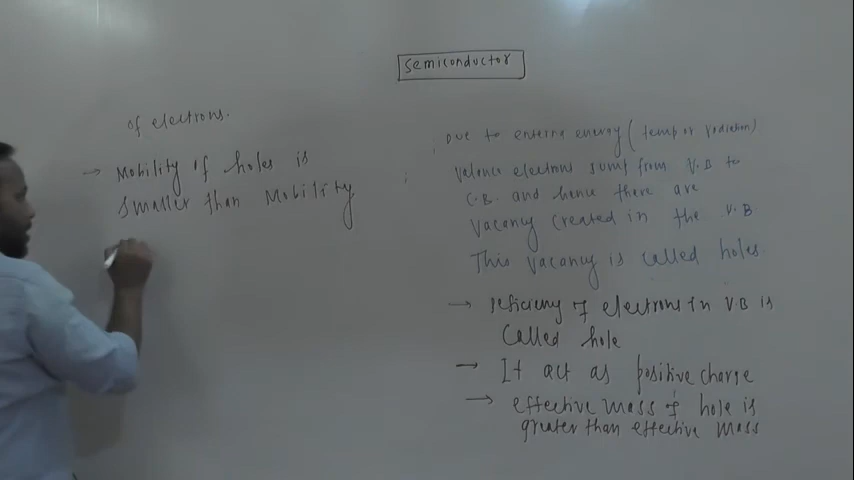 Semiconductor
Due to external energy (temp or radiation)
Valence electrons jump from V.B to
C.B. and hence there are
vacancy created in the V.B
This vacancy is called holes.
→ deficiency of electrons in V.B is
called hole
→ It act as positive charge
→ effective mass of hole is
greater than effective mass
of electrons.
→ Mobility of holes is
smaller than Mobility